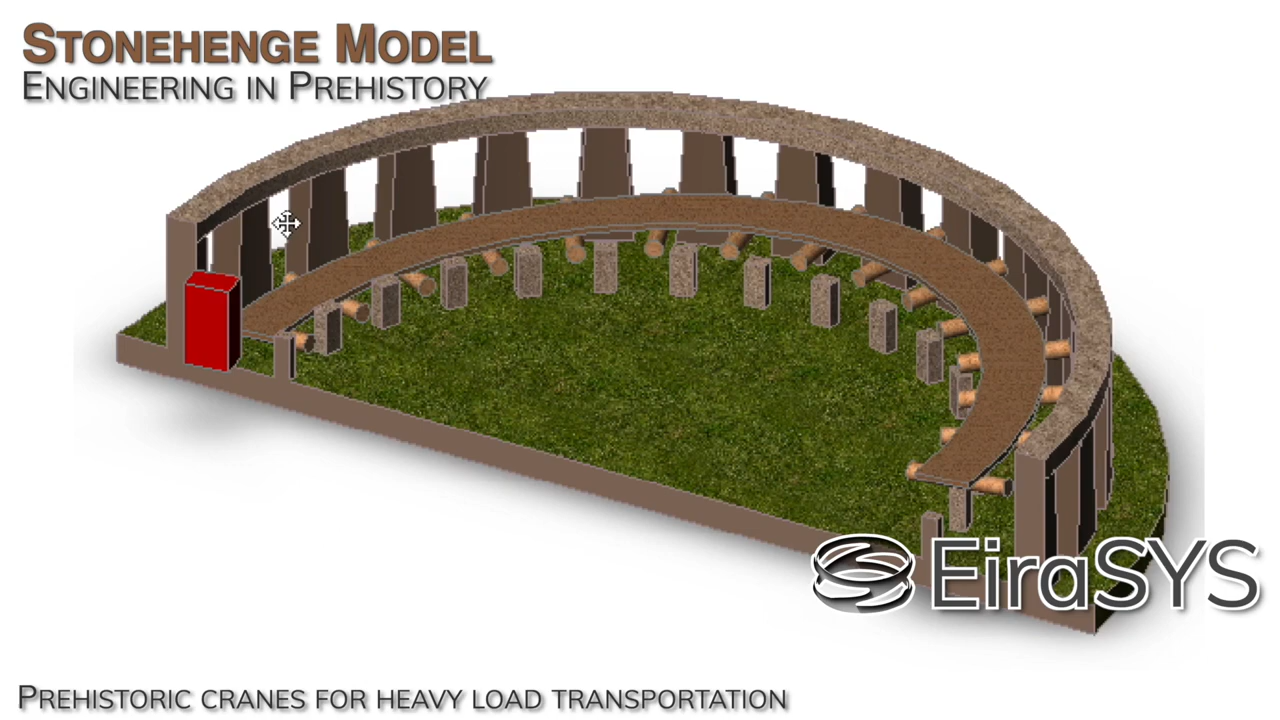 STONEHENGE MODEL
ENGINEERING IN PREHISTORY
EiraSYS
PREHISTORIC CRANES FOR HEAVY LOAD TRANSPORTATION